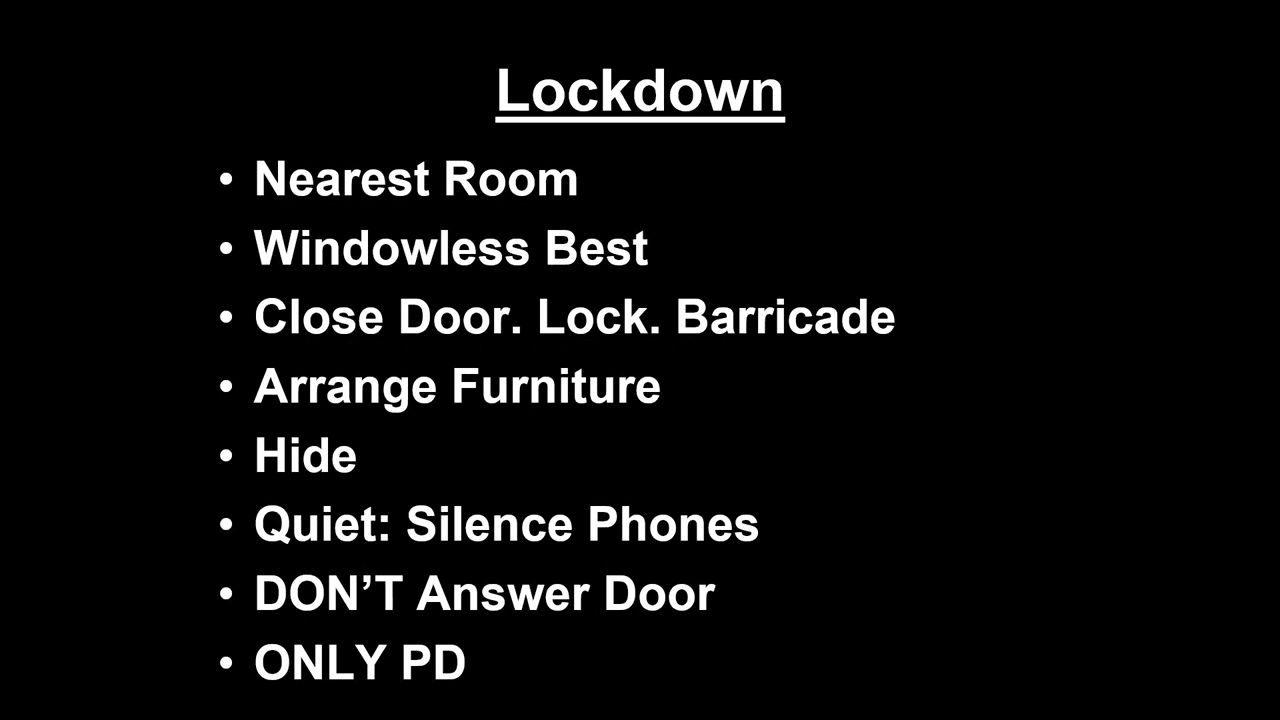 Lockdown
• Nearest Room
• Windowless Best
• Close Door. Lock. Barricade
• Arrange Furniture
• Hide
• Quiet: Silence Phones
• DON’T Answer Door
• ONLY PD